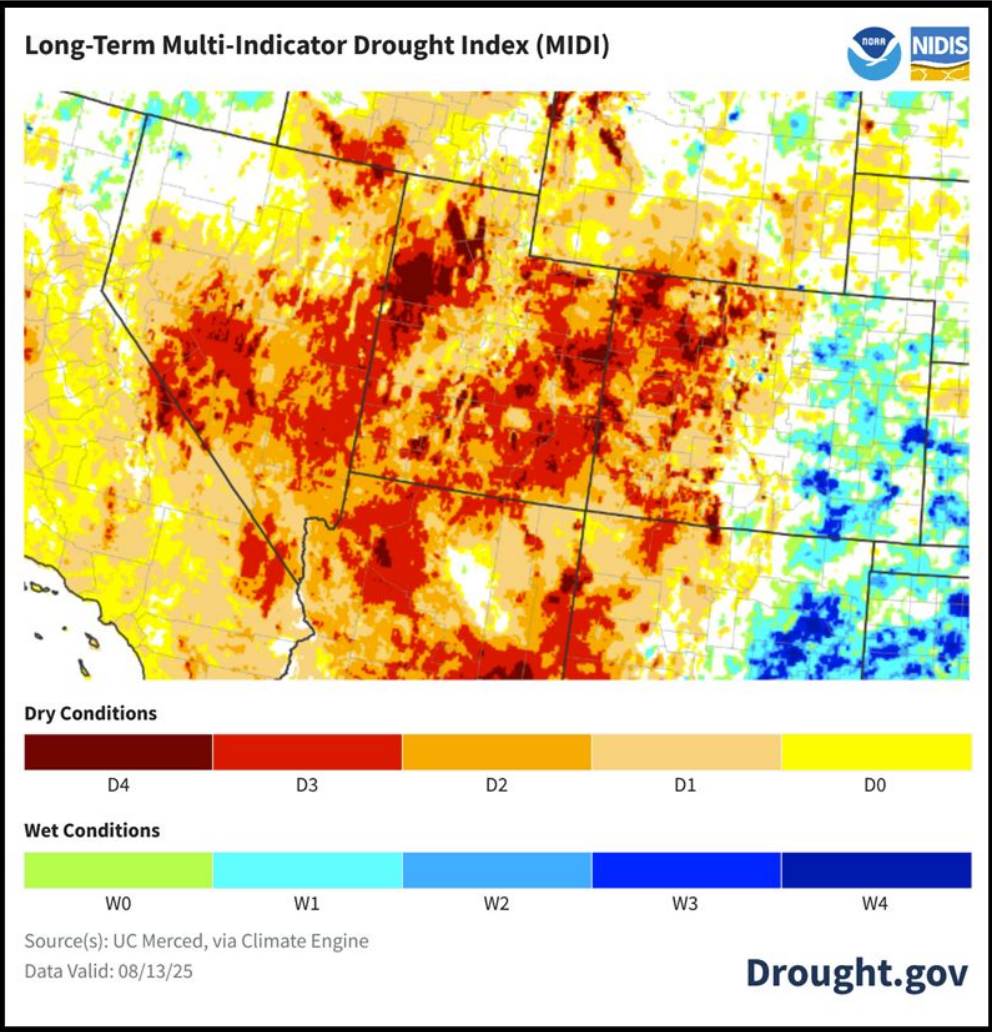 Long-Term Multi-Indicator Drought Index (MIDI)
NOAA
NIDIS
Dry Conditions
D4 D3 D2 D1 D0
Wet Conditions
W0 W1 W2 W3 W4
Source(s): UC Merced, via Climate Engine
Data Valid: 08/13/25
Drought.gov